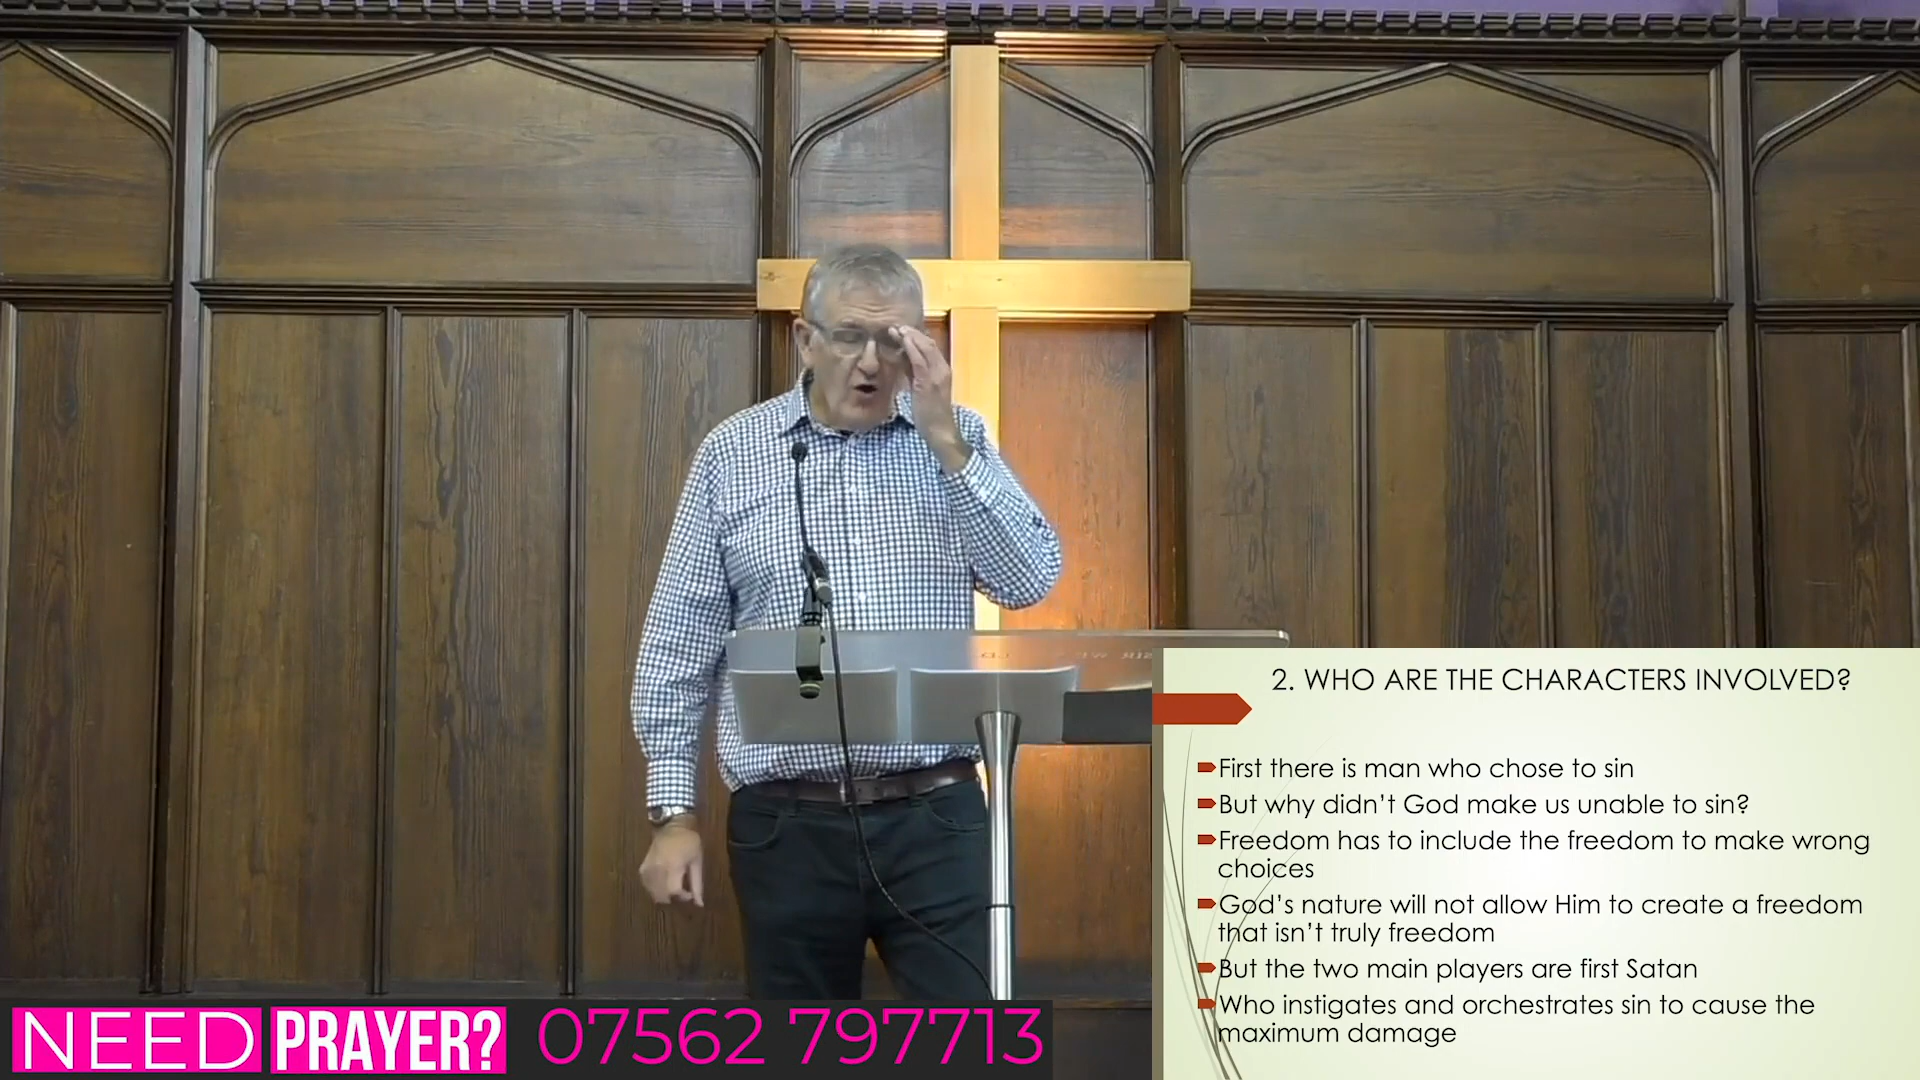 2. WHO ARE THE CHARACTERS INVOLVED?
First there is man who chose to sin
But why didn't God make us unable to sin?
Freedom has to include the freedom to make wrong
choices
God's nature will not allow Him to create a freedom
that isn't truly freedom
But the two main players are first Satan
Who instigates and orchestrates sin to cause the
maximum damage
NEED PRAYER? 07562 797713